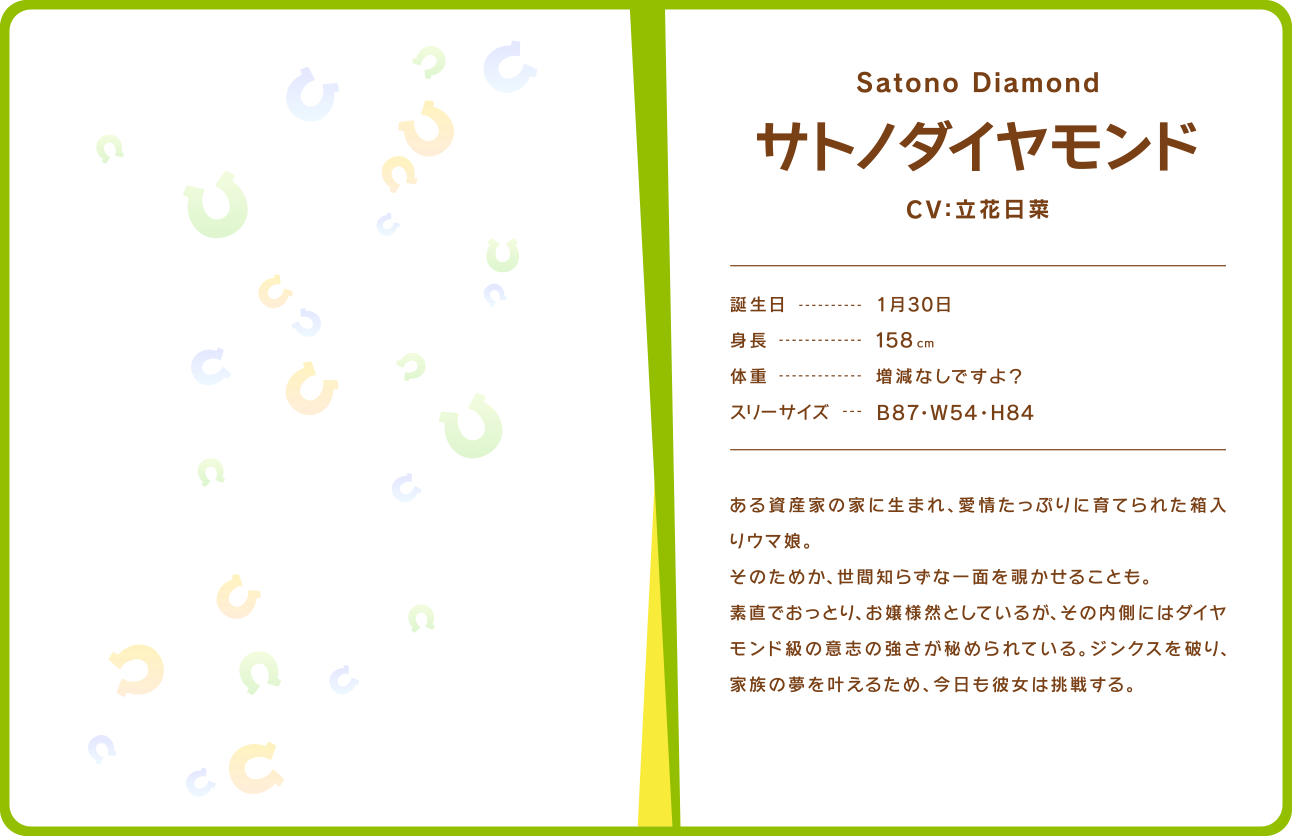 Satono Diamond
サトノダイヤモンド
CV:立花日菜
誕生日 ---------- 1月30日
身長 ------------- 158cm
体重 ------------- 増減なしですよ?
スリーサイズ --- B87・W54・H84
ある資産家の家に生まれ、愛情たっぷりに育てられた箱入
りウマ娘。
そのためか、世間知らずな一面を覗かせることも。
素直でおっとり、お嬢様然としているが、その内側にはダイヤ
モンド級の意志の強さが秘められている。ジンクスを破り、
家族の夢を叶えるため、今日も彼女は挑戦する。